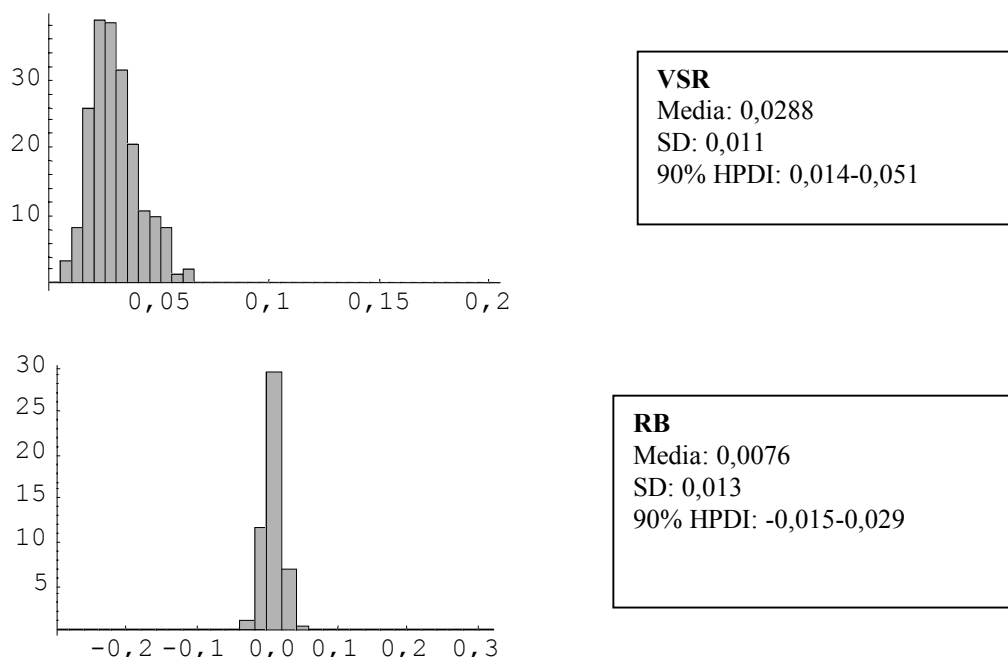 30
20
10
0,05 0,1 0,15 0,2
VSR
Media: 0,0288
SD: 0,011
90% HPDI: 0,014-0,051
30
25
20
15
10
5
-0,2 -0,1 0,0 0,1 0,2 0,3
RB
Media: 0,0076
SD: 0,013
90% HPDI: -0,015-0,029